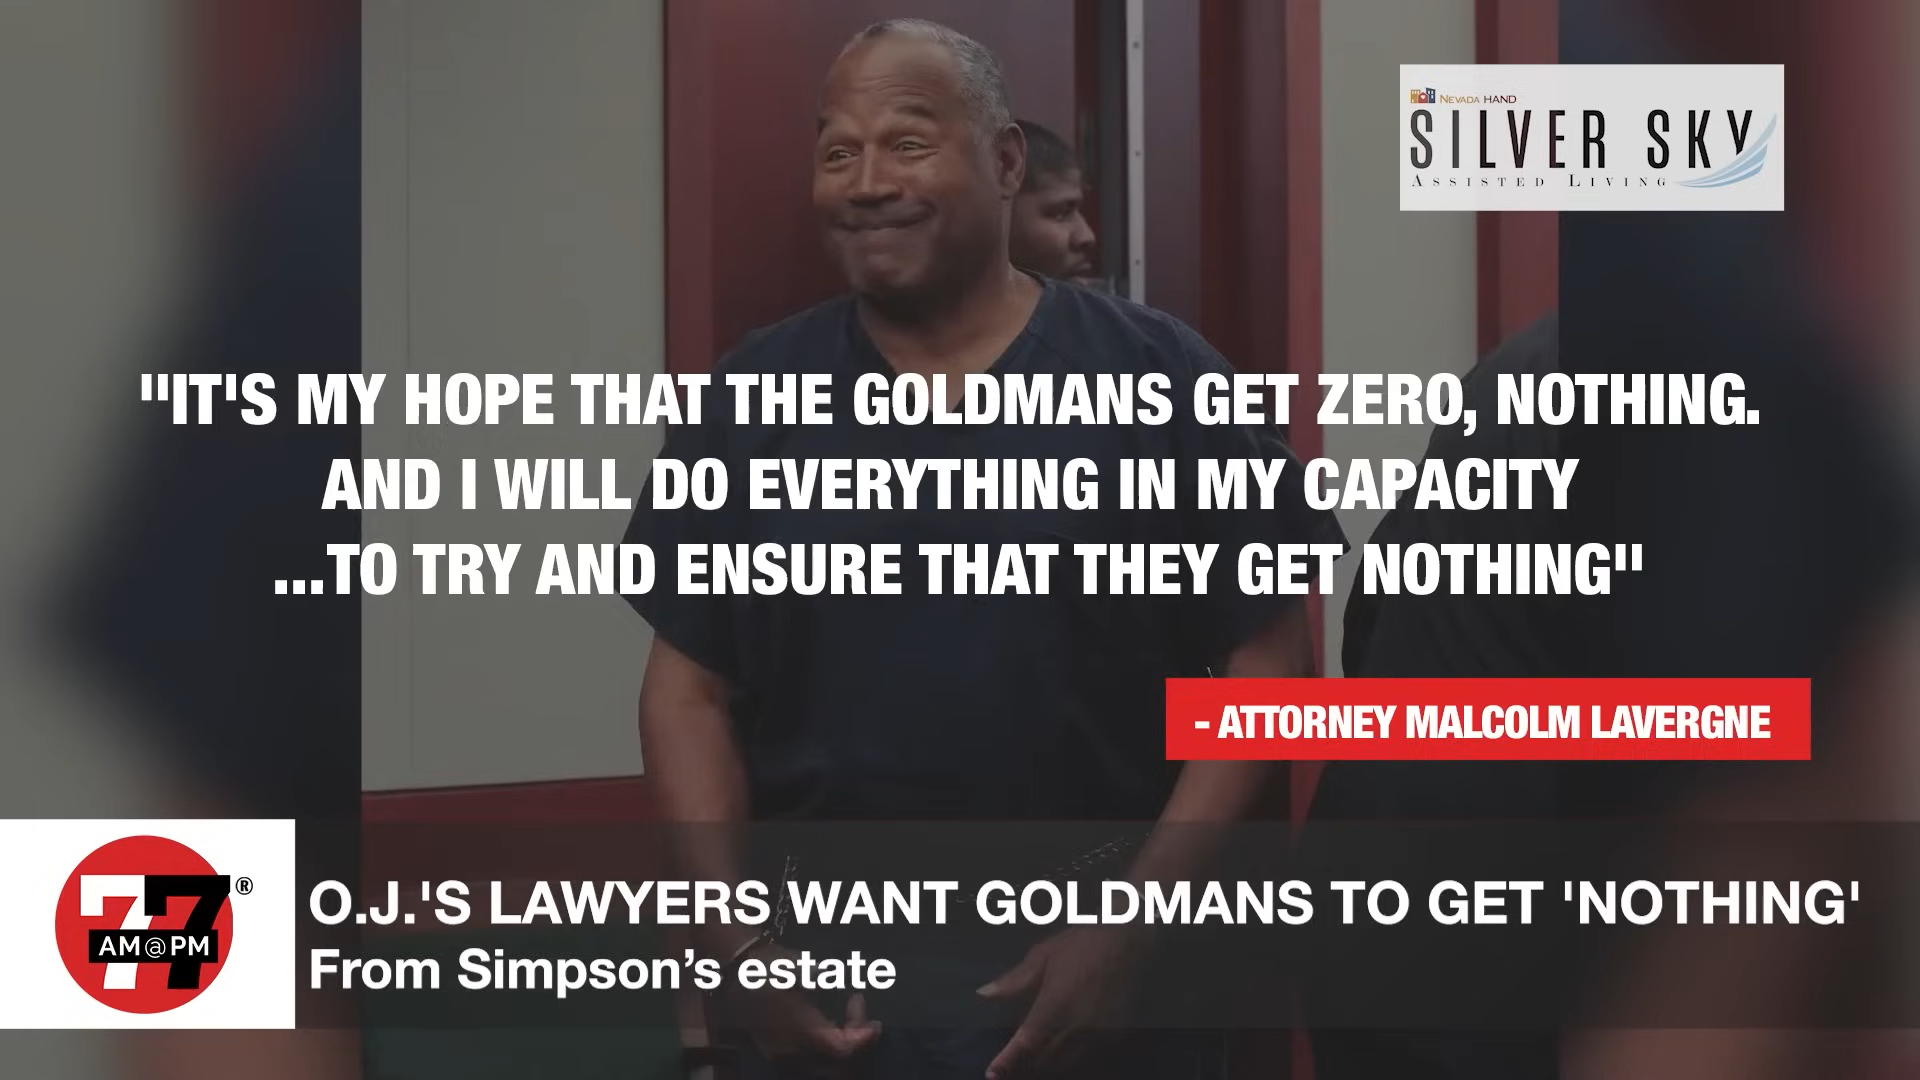 NEVADA HAND
SILVER SKY
ASSISTED LIVING
"IT'S MY HOPE THAT THE GOLDMANS GET ZERO, NOTHING.
AND I WILL DO EVERYTHING IN MY CAPACITY
...TO TRY AND ENSURE THAT THEY GET NOTHING"
- ATTORNEY MALCOLM LAVERGNE
77®
AM@PM
O.J.'S LAWYERS WANT GOLDMANS TO GET 'NOTHING'
From Simpson’s estate